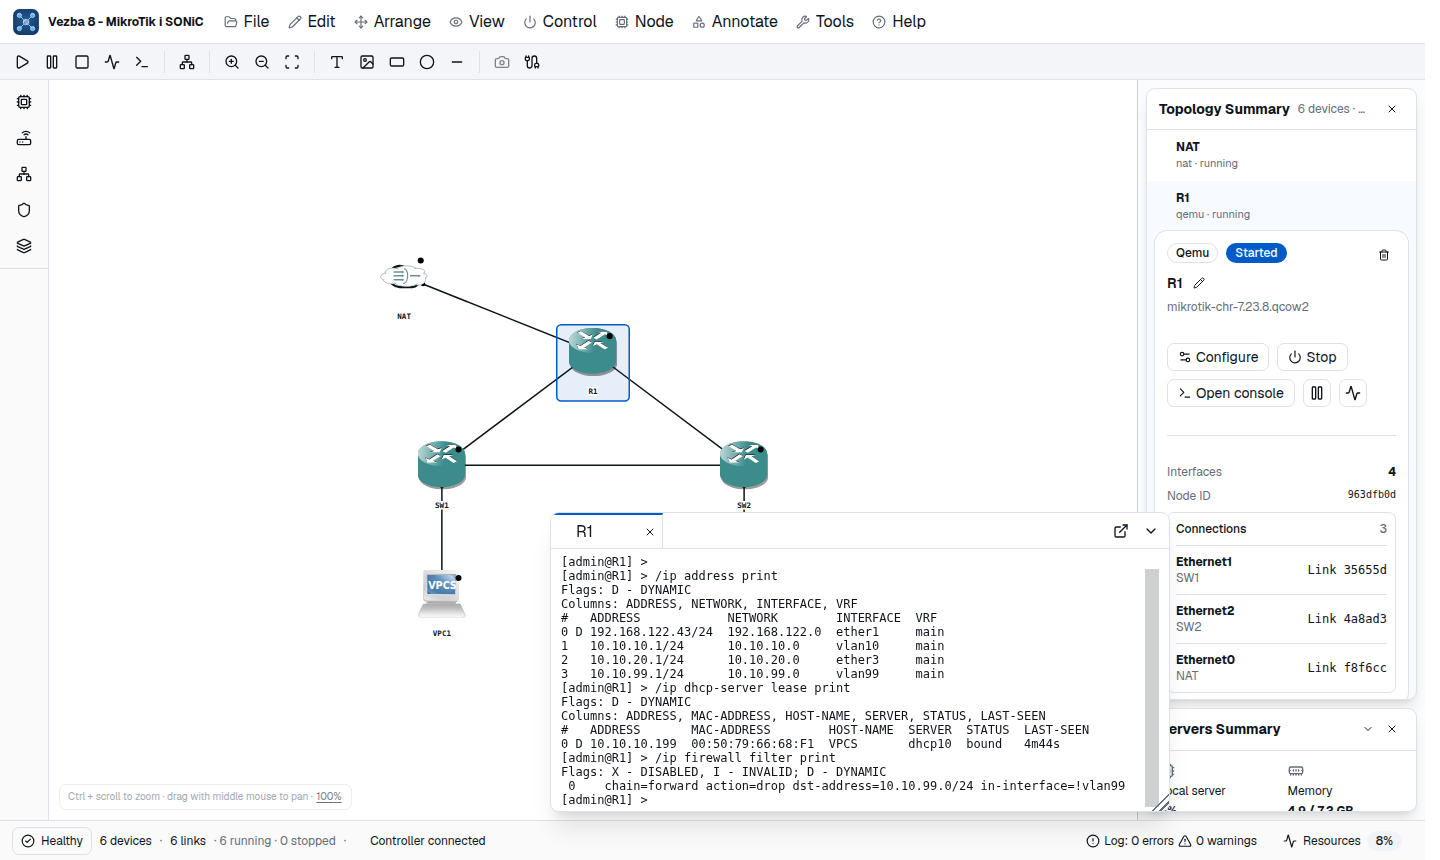 Vezba 8 - MikroTik i SONiC File Edit Arrange View Control Node Annotate Tools Help
Topology Summary 6 devices · ...
NAT
nat · running
R1
qemu · running
Qemu Started
R1
mikrotik-chr-7.23.8.qcow2
Configure Stop
Open console
Interfaces 4
Node ID 963dfb0d
Connections 3
Ethernet1
SW1
Link 35655d
Ethernet2
SW2
Link 4a8ad3
Ethernet0
NAT
Link f8f6cc
NAT
R1
SW1
SW2
VPCS
VPC1
R1
[admin@R1] >
[admin@R1] > /ip address print
Flags: D - DYNAMIC
Columns: ADDRESS, NETWORK, INTERFACE, VRF
#   ADDRESS            NETWORK        INTERFACE  VRF
0 D 192.168.122.43/24  192.168.122.0  ether1     main
1   10.10.10.1/24      10.10.10.0     vlan10     main
2   10.10.20.1/24      10.10.20.0     ether3     main
3   10.10.99.1/24      10.10.99.0     vlan99     main
[admin@R1] > /ip dhcp-server lease print
Flags: D - DYNAMIC
Columns: ADDRESS, MAC-ADDRESS, HOST-NAME, SERVER, STATUS, LAST-SEEN
#   ADDRESS       MAC-ADDRESS        HOST-NAME  SERVER  STATUS  LAST-SEEN
0 D 10.10.10.199  00:50:79:66:68:F1  VPCS       dhcp10  bound   4m44s
[admin@R1] > /ip firewall filter print
Flags: X - DISABLED, I - INVALID; D - DYNAMIC
 0    chain=forward action=drop dst-address=10.10.99.0/24 in-interface=!vlan99
[admin@R1] >
ervers Summary
ocal server
Memory
%
4.9 / 7.3 GB
Ctrl + scroll to zoom · drag with middle mouse to pan · 100%
Healthy 6 devices · 6 links · 6 running · 0 stopped · Controller connected
Log: 0 errors 0 warnings Resources 8%